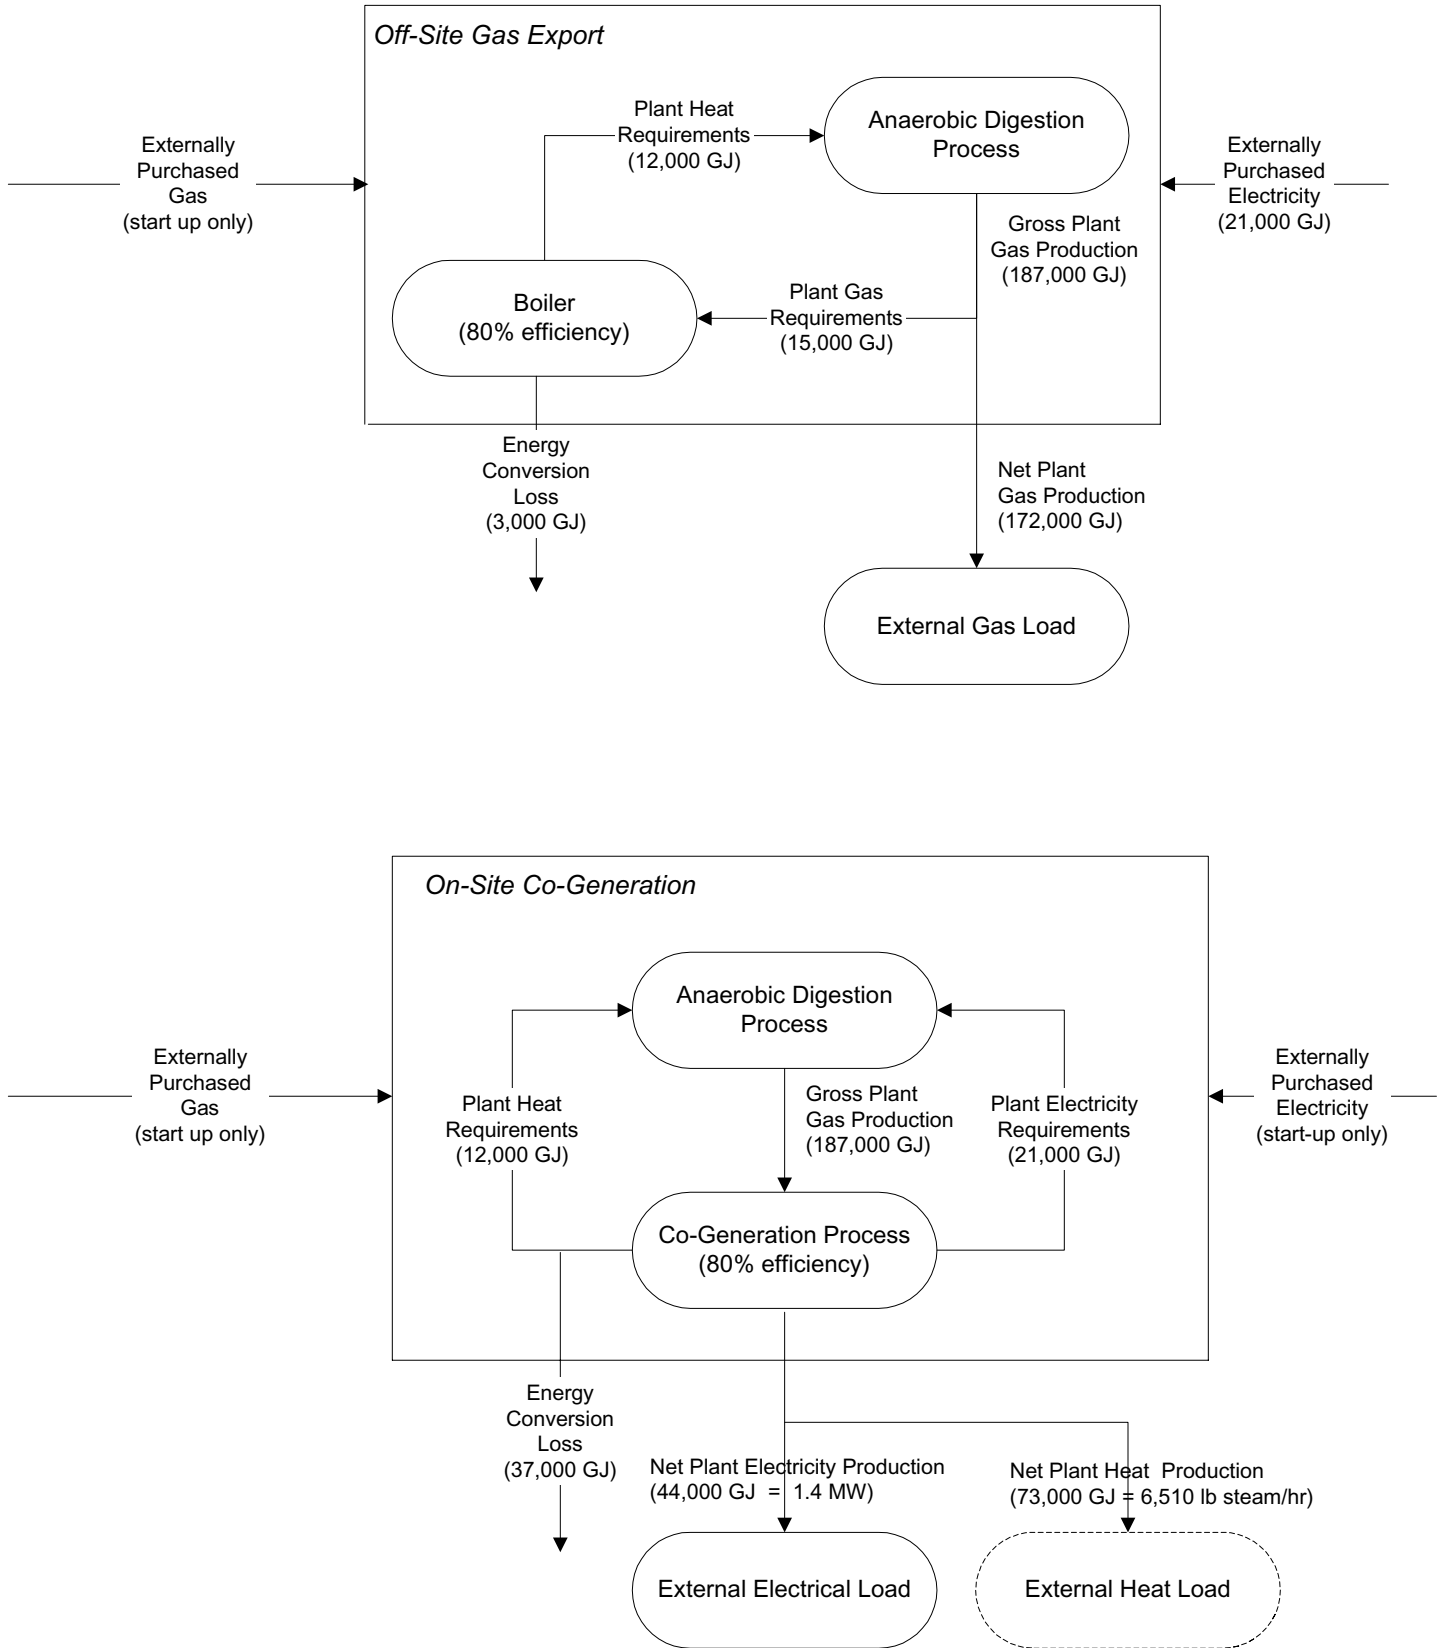 Off-Site Gas Export
Plant Heat
Requirements
(12,000 GJ)
Anaerobic Digestion
Process
Externally
Purchased
Gas
(start up only)
Externally
Purchased
Electricity
(21,000 GJ)
Gross Plant
Gas Production
(187,000 GJ)
Boiler
(80% efficiency)
Plant Gas
Requirements
(15,000 GJ)
Energy
Conversion
Loss
(3,000 GJ)
Net Plant
Gas Production
(172,000 GJ)
External Gas Load
On-Site Co-Generation
Anaerobic Digestion
Process
Externally
Purchased
Gas
(start up only)
Plant Heat
Requirements
(12,000 GJ)
Gross Plant
Gas Production
(187,000 GJ)
Plant Electricity
Requirements
(21,000 GJ)
Externally
Purchased
Electricity
(start-up only)
Co-Generation Process
(80% efficiency)
Energy
Conversion
Loss
(37,000 GJ)
Net Plant Electricity Production
(44,000 GJ = 1.4 MW)
Net Plant Heat Production
(73,000 GJ = 6,510 lb steam/hr)
External Electrical Load
External Heat Load